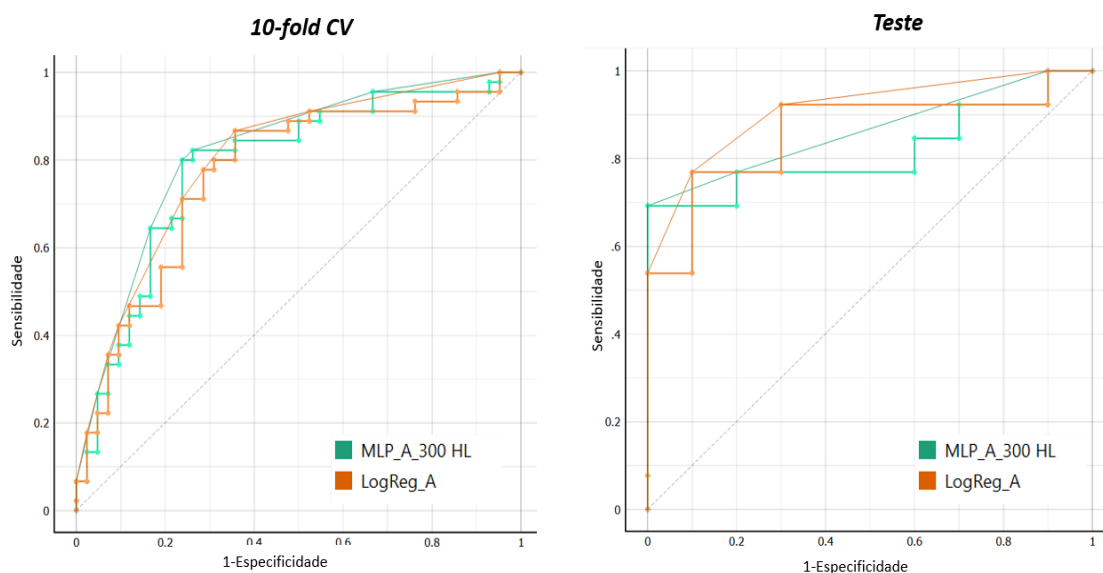 10-fold CV
1
0.8
0.6
0.4
0.2
0
Sensibilidade
0
0.2
0.4
0.6
0.8
1
1-Especificidade
MLP_A_300 HL
LogReg_A
Teste
1
.8
.6
.4
.2
0
Sensibilidade
0
0.2
0.4
0.6
0.8
1
1-Especificidade
MLP_A_300 HL
LogReg_A